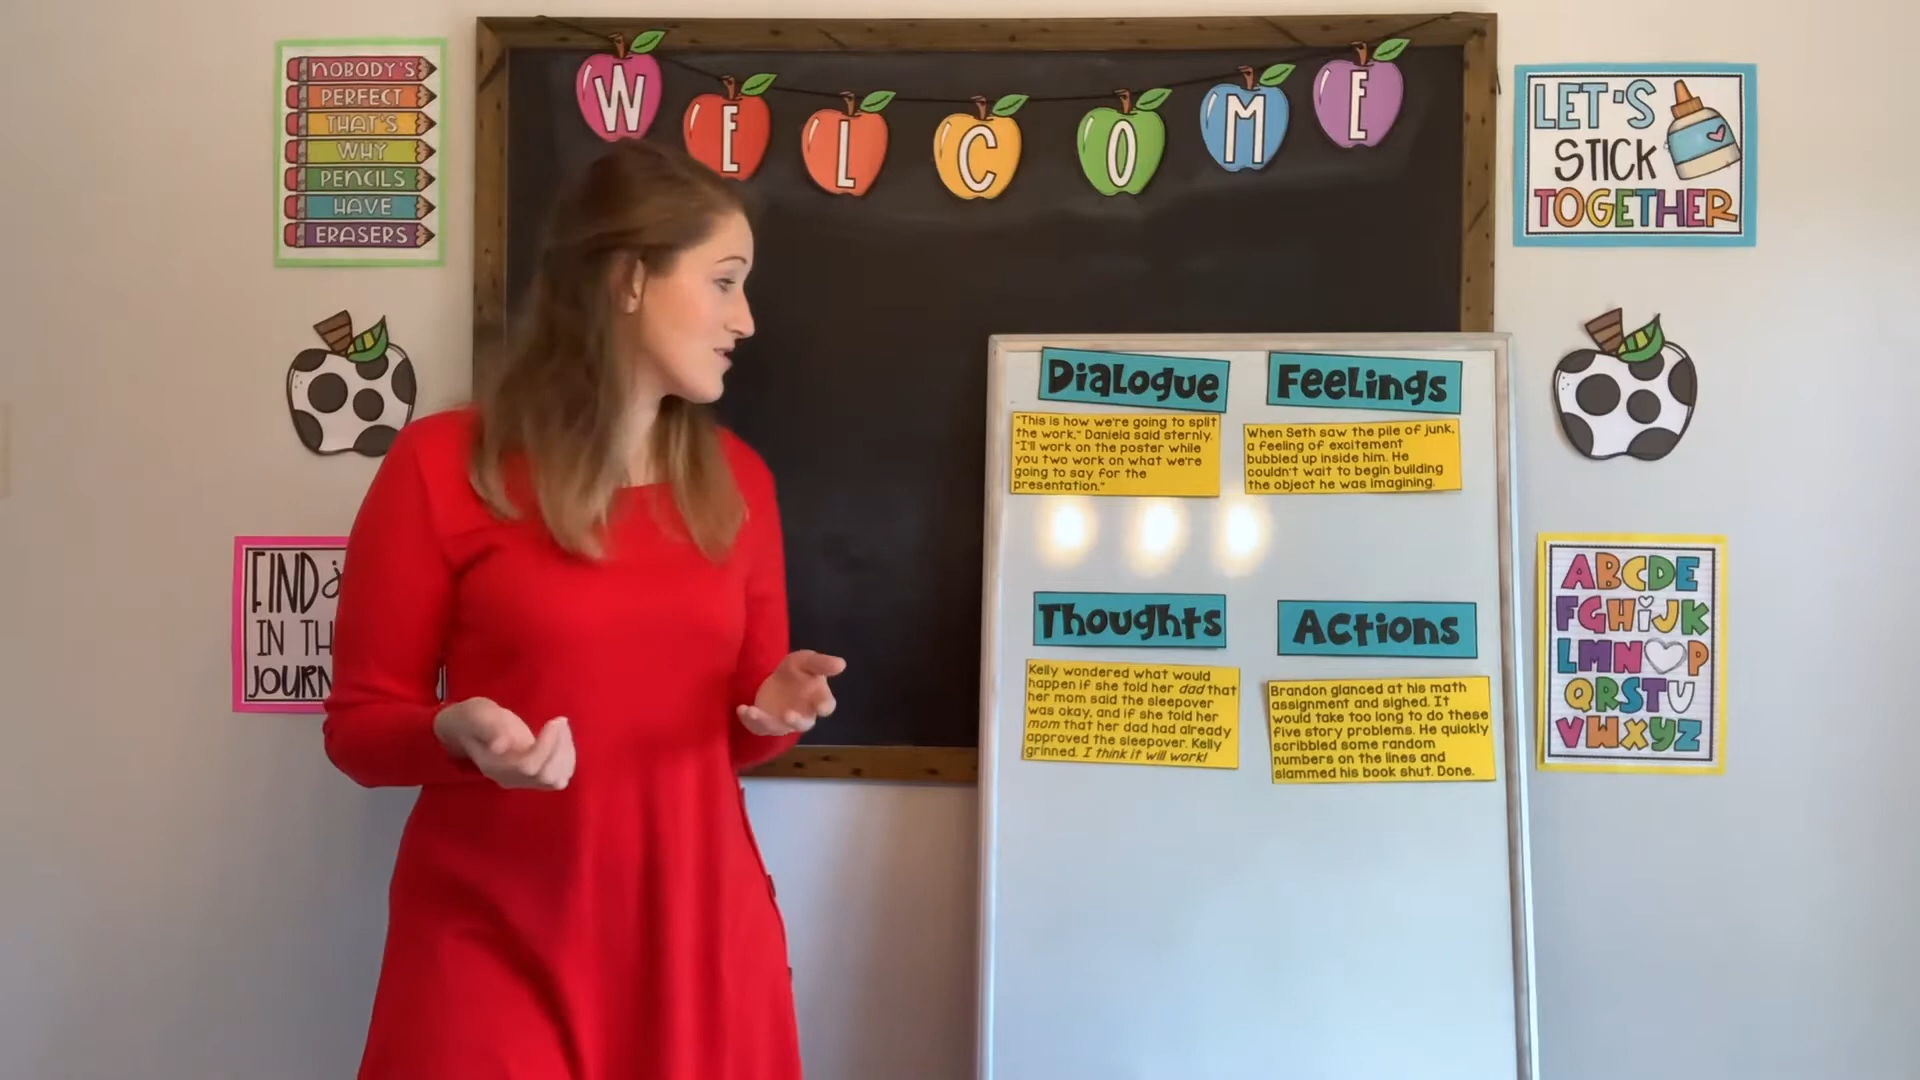 NOBODY'S
PERFECT
THAT'S
WHY
PENCILS
HAVE
ERASERS
WELCOME
LET'S
STICK
TOGETHER
Dialogue
"This is how we're going to split
the work," Daniela said sternly.
"I'll work on the poster while
you two work on what we're
going to say for the
presentation."
Feelings
When Seth saw the pile of junk,
a feeling of excitement
bubbled up inside him. He
couldn't wait to begin building
the object he was imagining.
FIND
IN
Thoughts
Kelly wondered what would
happen if she told her dad that
her mom said the sleepover
was okay, and if she told her
mom that her dad had already
approved the sleepover. Kelly
grinned. I think it will work!
Actions
Brandon glanced at his math
assignment and sighed. It
would take too long to do these
five story problems. He quickly
scribbled some random
numbers on the lines and
slammed his book shut. Done.
ABCDE
FGHIJK
LMNOP
QRSTU
VWXYZ